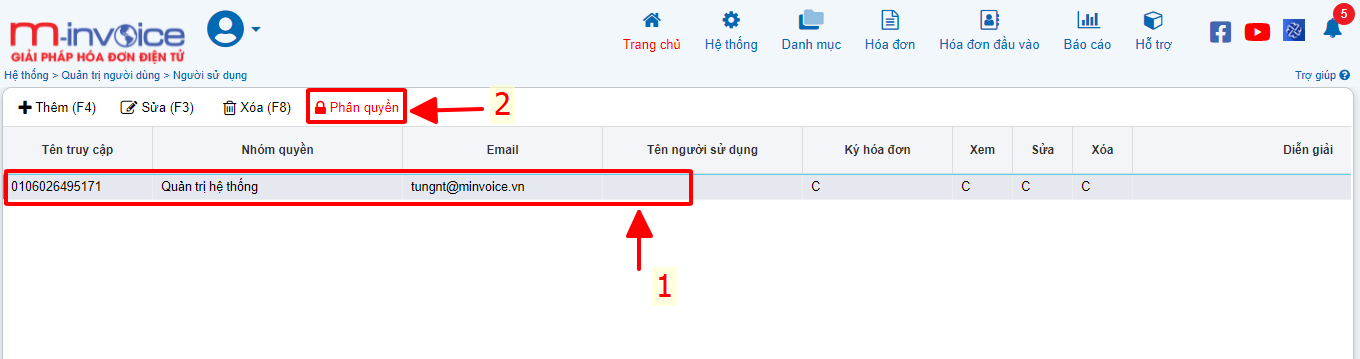 m-invoice
GIẢI PHÁP HÓA ĐƠN ĐIỆN TỬ
Trang chủ Hệ thống Danh mục Hóa đơn Hóa đơn đầu vào Báo cáo Hỗ trợ 5
Hệ thống > Quản trị người dùng > Người sử dụng Trợ giúp
Thêm (F4) Sửa (F3) Xóa (F8) Phân quyền 2
Tên truy cập Nhóm quyền Email Tên người sử dụng Ký hóa đơn Xem Sửa Xóa Diễn giải
0106026495171 Quản trị hệ thống tungnt@minvoice.vn C C C C
1